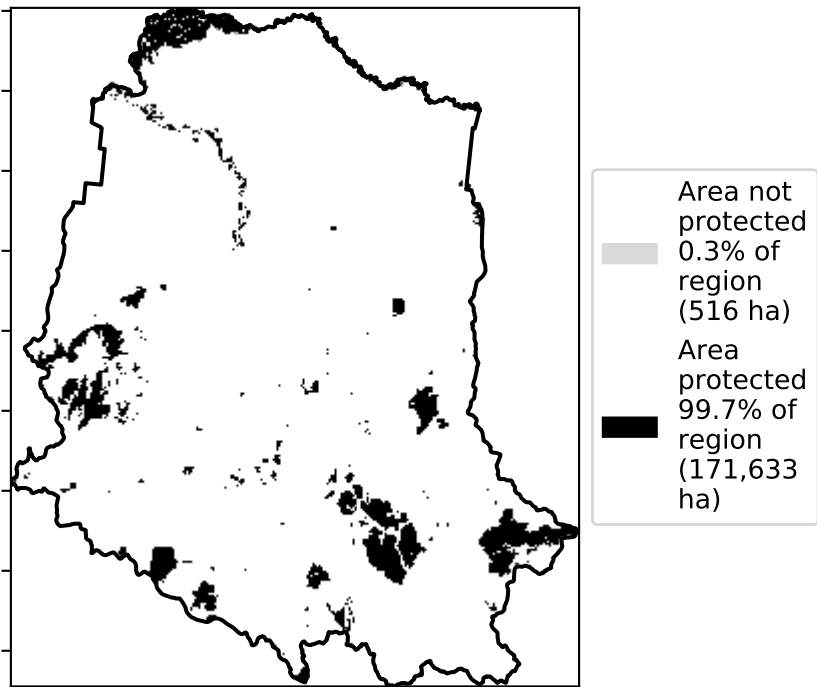 Area not
protected
0.3% of
region
(516 ha)
Area
protected
99.7% of
region
(171,633
ha)